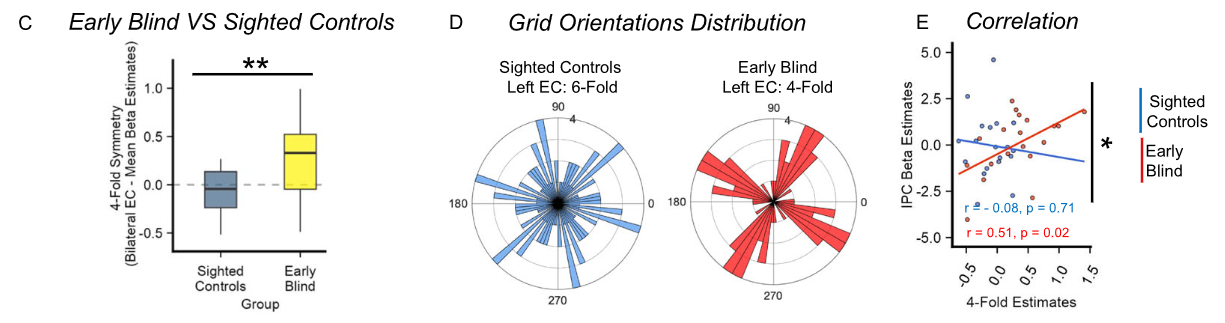 C Early Blind VS Sighted Controls
4-Fold Symmetry
(Bilateral EC - Mean Beta Estimates)
**
1.0
0.5
0.0
-0.5
Sighted
Controls
Early
Blind
Group
D Grid Orientations Distribution
Sighted Controls
Left EC: 6-Fold
90
4
180
0
270
Early Blind
Left EC: 4-Fold
90
4
180
0
270
E Correlation
IPC Beta Estimates
5.0
2.5
0.0
-2.5
-5.0
r = - 0.08, p = 0.71
r = 0.51, p = 0.02
-0.5
0.0
0.5
1.0
1.5
4-Fold Estimates
*
Sighted
Controls
Early
Blind